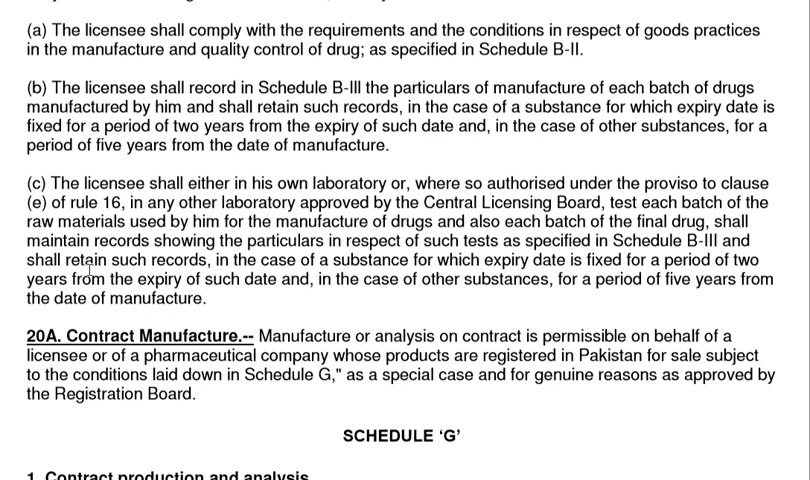 (a) The licensee shall comply with the requirements and the conditions in respect of goods practices
in the manufacture and quality control of drug; as specified in Schedule B-II.
(b) The licensee shall record in Schedule B-III the particulars of manufacture of each batch of drugs
manufactured by him and shall retain such records, in the case of a substance for which expiry date is
fixed for a period of two years from the expiry of such date and, in the case of other substances, for a
period of five years from the date of manufacture.
(c) The licensee shall either in his own laboratory or, where so authorised under the proviso to clause
(e) of rule 16, in any other laboratory approved by the Central Licensing Board, test each batch of the
raw materials used by him for the manufacture of drugs and also each batch of the final drug, shall
maintain records showing the particulars in respect of such tests as specified in Schedule B-III and
shall retain such records, in the case of a substance for which expiry date is fixed for a period of two
years from the expiry of such date and, in the case of other substances, for a period of five years from
the date of manufacture.
20A. Contract Manufacture.-- Manufacture or analysis on contract is permissible on behalf of a
licensee or of a pharmaceutical company whose products are registered in Pakistan for sale subject
to the conditions laid down in Schedule G," as a special case and for genuine reasons as approved by
the Registration Board.
SCHEDULE ‘G’
1. Contract production and analysis